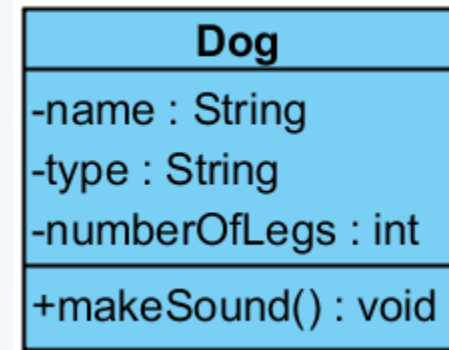 Dog
-name : String
-type : String
-numberOfLegs : int
+makeSound() : void